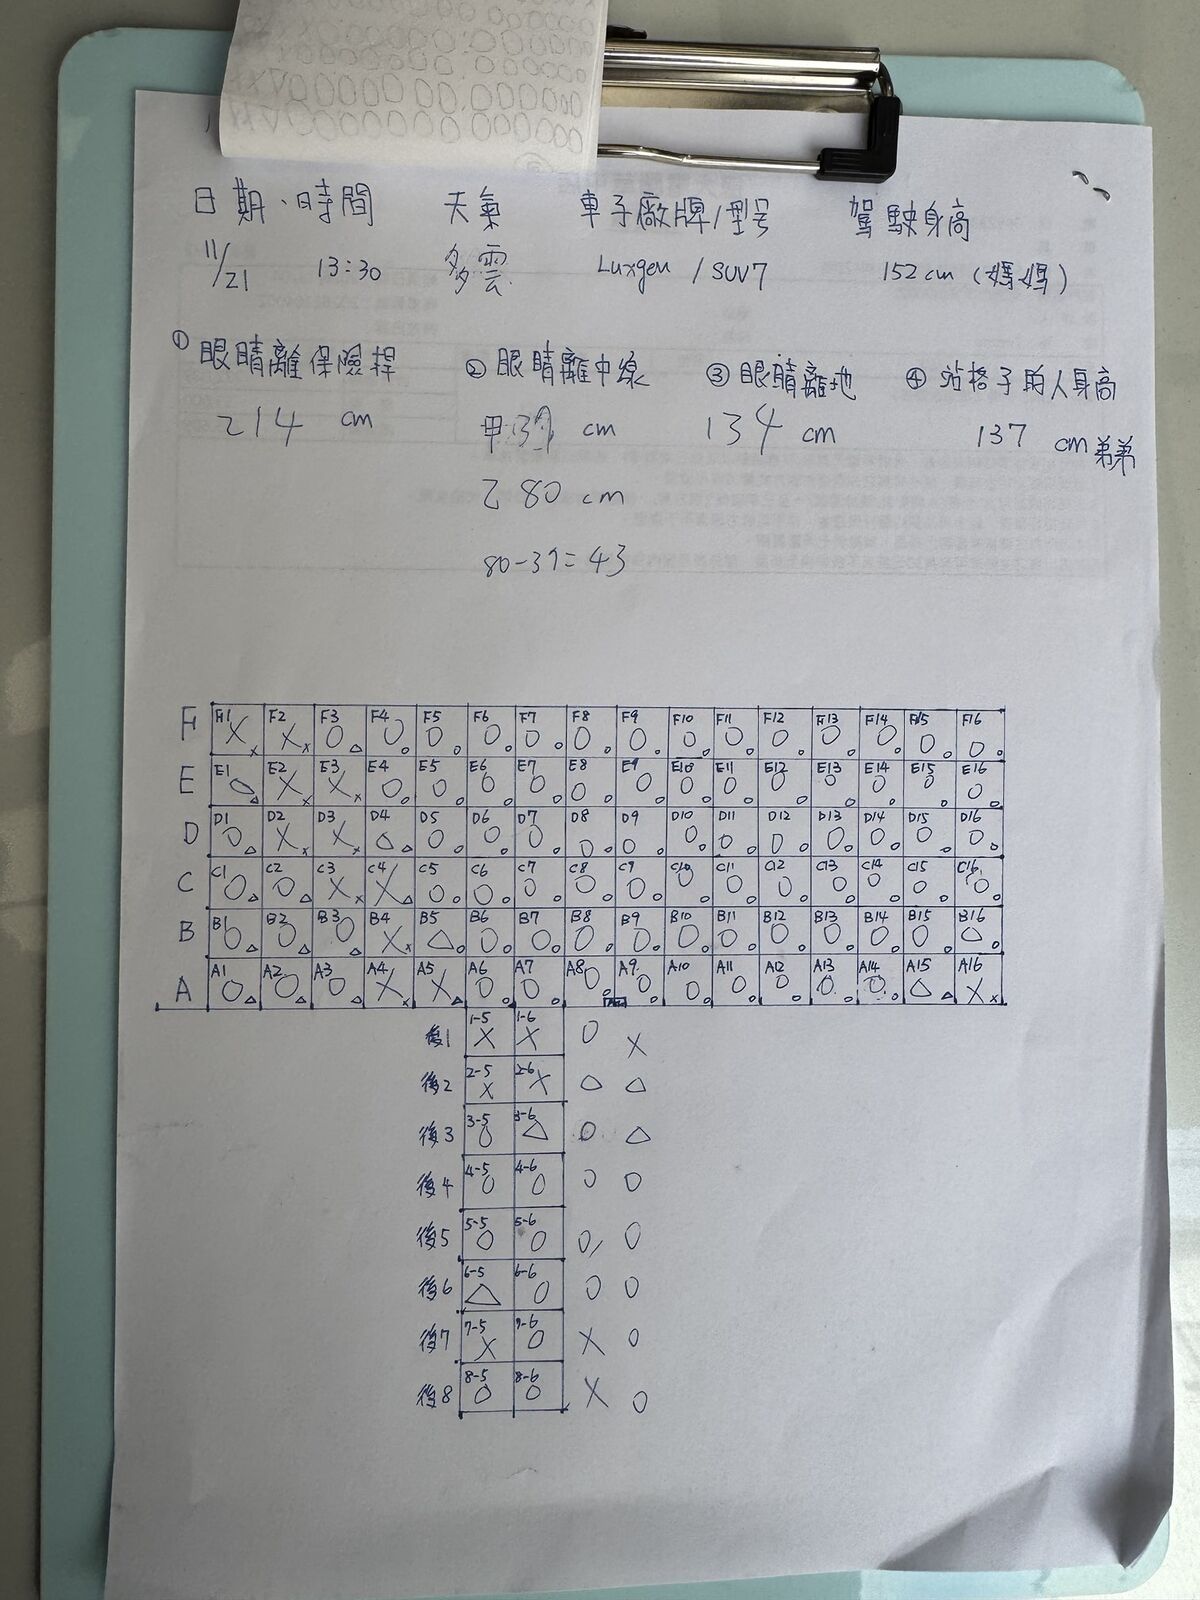 日期、時間 天氣 車子廠牌/型号 駕駛身高
11/21 13:30 多雲 Luxgen / SUV7 152cm (媽媽)
① 眼睛離保險桿 ② 眼睛離中線 ③ 眼睛離地 ④ 站格子的人身高
214 cm 甲 37 cm 134 cm 137 cm 弟弟
乙 80 cm
80-37=43
F F1 F2 F3 F4 F5 F6 F7 F8 F9 F10 F11 F12 F13 F14 F15 F16
X X O O O O O O O O O O O O O O
x x △ o o o o o o o o o o o o o
E E1 E2 E3 E4 E5 E6 E7 E8 E9 E10 E11 E12 E13 E14 E15 E16
△ X X O O O O O O O O O O O O O
△ x x o o o o o o o o o o o o o
D D1 D2 D3 D4 D5 D6 D7 D8 D9 D10 D11 D12 D13 D14 D15 D16
O X X △ O O O O O O O O O O O O
△ x x o o o o o o o o o o o o o
C C1 C2 C3 C4 C5 C6 C7 C8 C9 C10 C11 C12 C13 C14 C15 C16
O O X X O O O O O O O O O O O O
B B1 B2 B3 B4 B5 B6 B7 B8 B9 B10 B11 B12 B13 B14 B15 B16
O O O X △ O O O O O O O O O O △
△ △ △ x o o o o o o o o o o o o
A A1 A2 A3 A4 A5 A6 A7 A8 A9 A10 A11 A12 A13 A14 A15 A16
O O O X X O O O O O O O O O △ X
△ △ △ x △ o o o o o o o o o △ x
後1 1-5 X 1-6 X O X
後2 2-5 X 2-6 X △ △
後3 3-5 O 3-6 △ O △
後4 4-5 O 4-6 O O O
後5 5-5 O 5-6 O O O
後6 6-5 △ 6-6 O O O
後7 7-5 X 7-6 O X O
後8 8-5 O 8-6 O X O